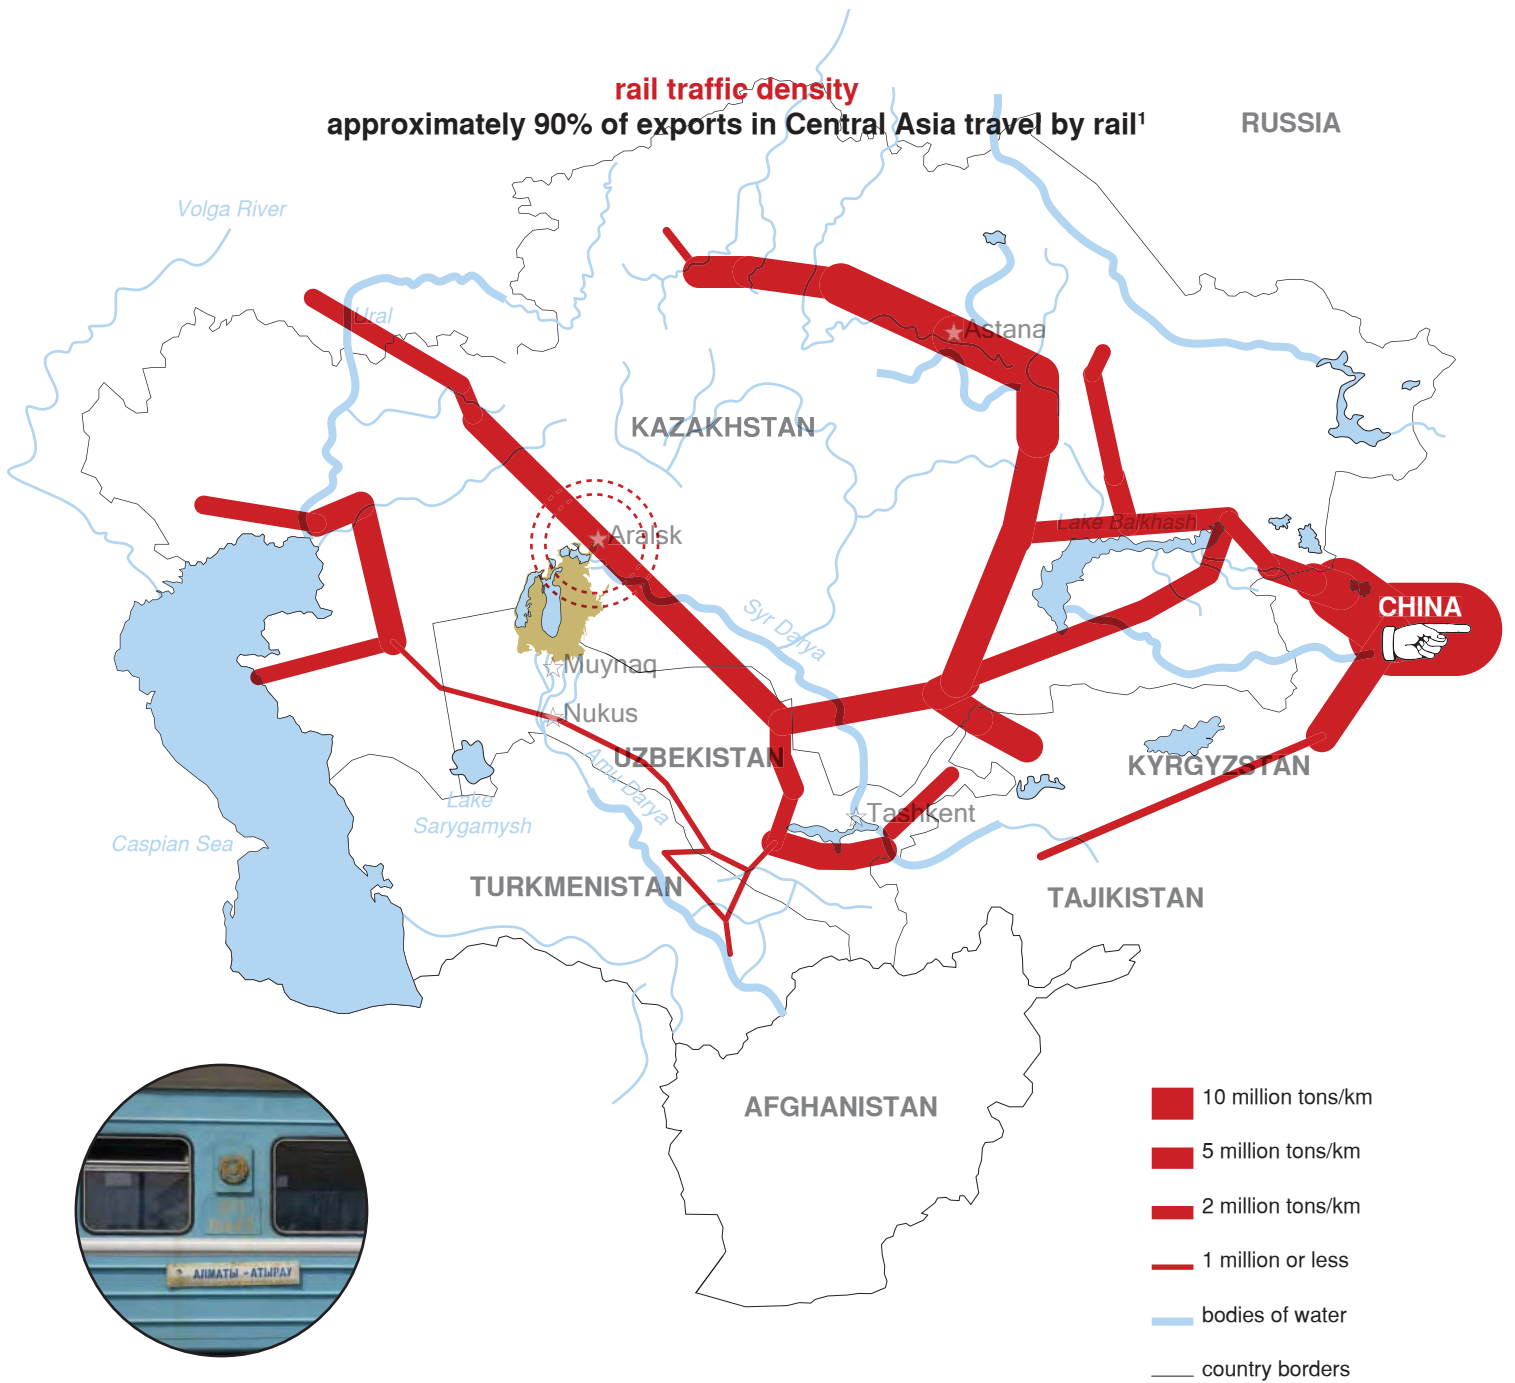 rail traffic density
approximately 90% of exports in Central Asia travel by rail¹
RUSSIA
Volga River
Ural
Astana
KAZAKHSTAN
Aralsk
Lake Balkhash
CHINA
Syr Darya
Muynaq
Nukus
UZBEKISTAN
Amu Darya
KYRGYZSTAN
Lake
Sarygamysh
Tashkent
Caspian Sea
TURKMENISTAN
TAJIKISTAN
AFGHANISTAN
10 million tons/km
5 million tons/km
2 million tons/km
1 million or less
bodies of water
country borders
АЛМАТЫ - АТЫРАУ